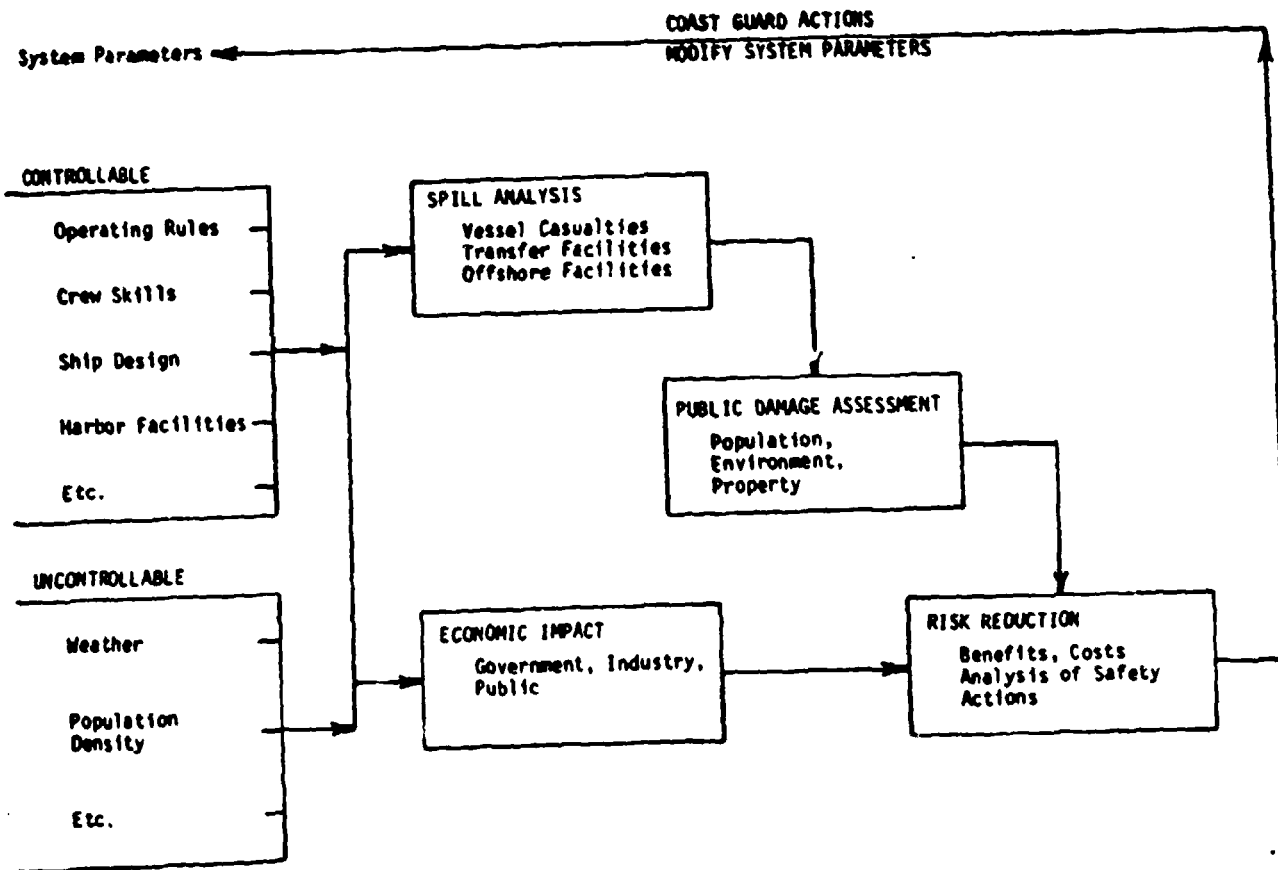 COAST GUARD ACTIONS
System Parameters
MODIFY SYSTEM PARAMETERS
CONTROLLABLE
Operating Rules
Crew Skills
Ship Design
Harbor Facilities
Etc.
UNCONTROLLABLE
Weather
Population
Density
Etc.
SPILL ANALYSIS
Vessel Casualties
Transfer Facilities
Offshore Facilities
PUBLIC DAMAGE ASSESSMENT
Population,
Environment,
Property
ECONOMIC IMPACT
Government, Industry,
Public
RISK REDUCTION
Benefits, Costs
Analysis of Safety
Actions